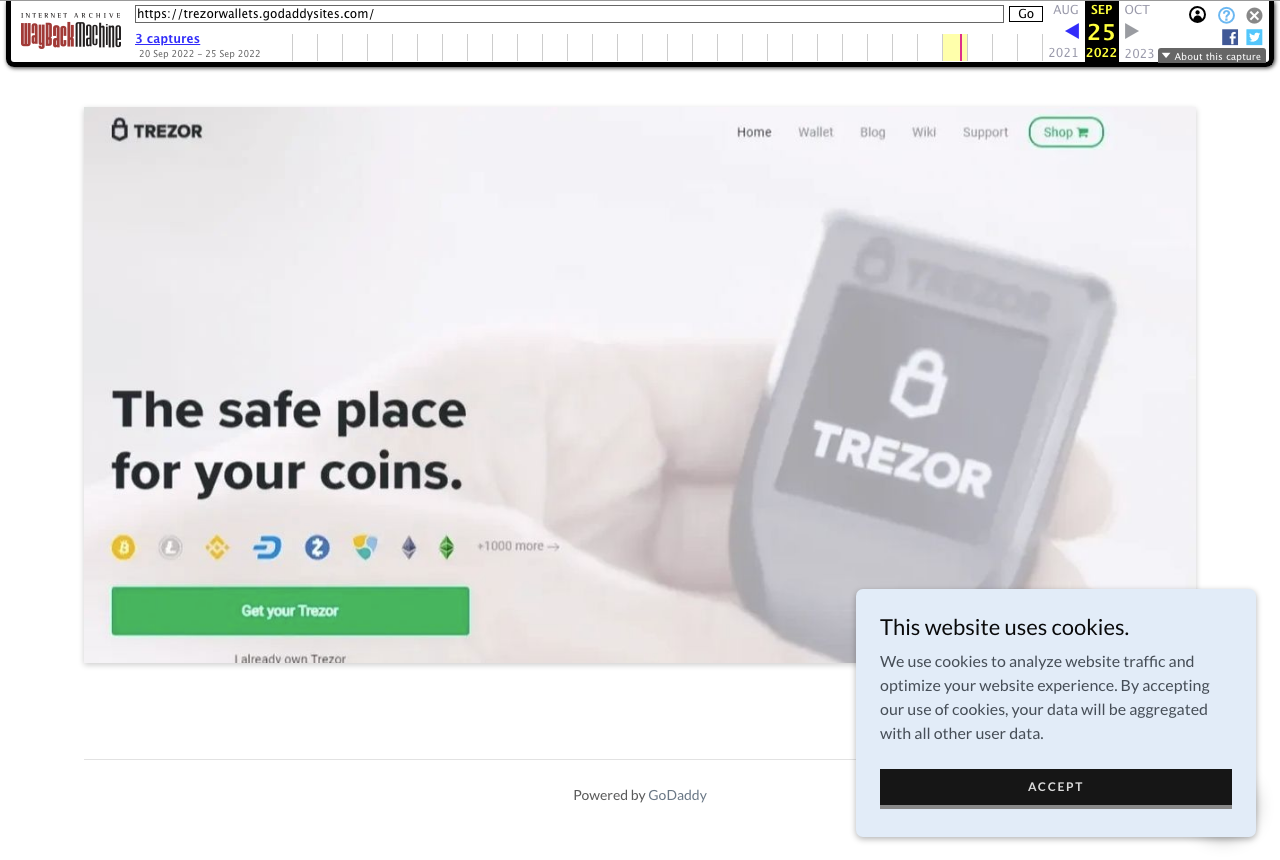 INTERNET ARCHIVE
WayBackMachine
https://trezorwallets.godaddysites.com/
Go
3 captures
20 Sep 2022 – 25 Sep 2022
AUG
SEP
OCT
25
2021
2022
2023
About this capture
TREZOR
Home
Wallet
Blog
Wiki
Support
Shop
TREZOR
TREZOR
The safe place
for your coins.
+1000 more →
Get your Trezor
I already own Trezor
This website uses cookies.
We use cookies to analyze website traffic and
optimize your website experience. By accepting
our use of cookies, your data will be aggregated
with all other user data.
ACCEPT
Powered by GoDaddy